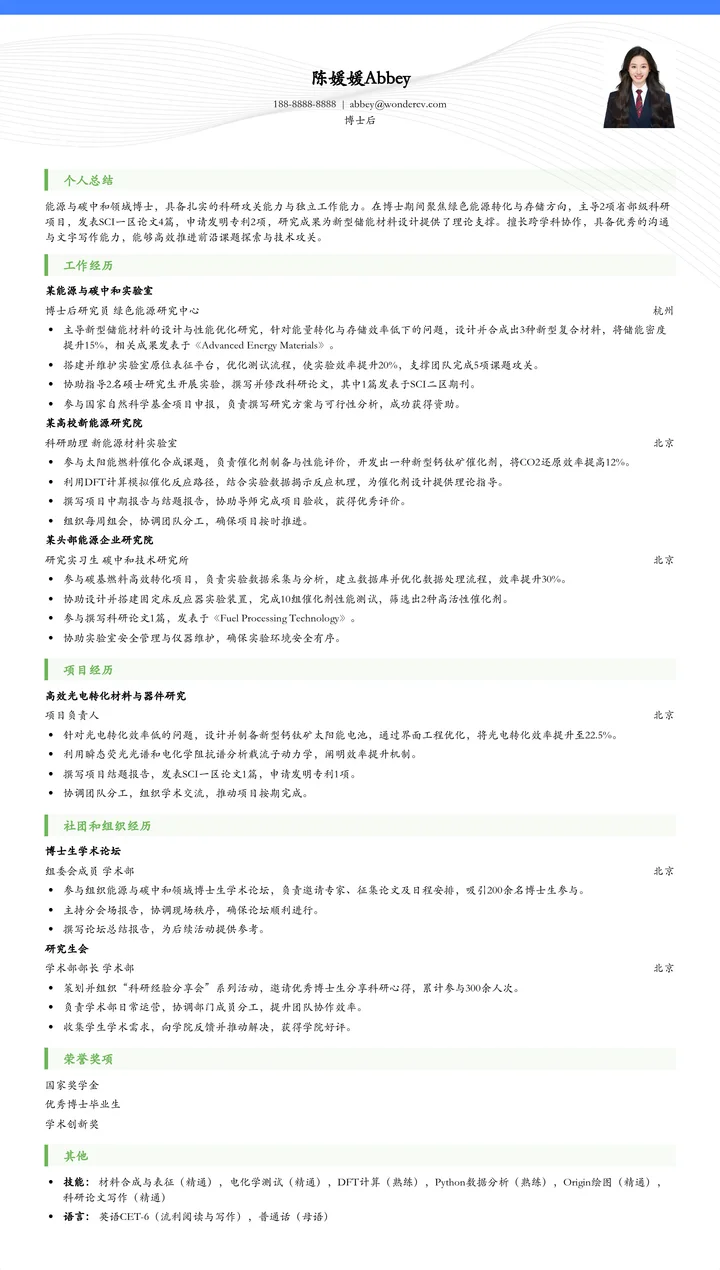 陈媛媛Abbey
188-8888-8888 | abbey@wondercv.com
博士后
个人总结
能源与碳中和领域博士，具备扎实的科研攻关能力与独立工作能力。在博士期间聚焦绿色能源转化与存储方向，主导2项省部级科研
项目，发表SCI一区论文4篇，申请发明专利2项，研究成果为新型储能材料设计提供了理论支撑。擅长跨学科协作，具备优秀的沟通
与文字写作能力，能够高效推进前沿课题探索与技术攻关。
工作经历
某能源与碳中和实验室
博士后研究员 绿色能源研究中心 杭州
• 主导新型储能材料的设计与性能优化研究，针对能量转化与存储效率低下的问题，设计并合成出3种新型复合材料，将储能密度
提升15%，相关成果发表于《Advanced Energy Materials》。
• 搭建并维护实验室原位表征平台，优化测试流程，使实验效率提升20%，支撑团队完成5项课题攻关。
• 协助指导2名硕士研究生开展实验，撰写并修改科研论文，其中1篇发表于SCI二区期刊。
• 参与国家自然科学基金项目申报，负责撰写研究方案与可行性分析，成功获得资助。
某高校新能源研究院
科研助理 新能源材料实验室 北京
• 参与太阳能燃料催化合成课题，负责催化剂制备与性能评价，开发出一种新型钙钛矿催化剂，将CO2还原效率提高12%。
• 利用DFT计算模拟催化反应路径，结合实验数据揭示反应机理，为催化剂设计提供理论指导。
• 撰写项目中期报告与结题报告，协助导师完成项目验收，获得优秀评价。
• 组织每周组会，协调团队分工，确保项目按时推进。
某头部能源企业研究院
研究实习生 碳中和技术研究所 北京
• 参与碳基燃料高效转化项目，负责实验数据采集与分析，建立数据库并优化数据处理流程，效率提升30%。
• 协助设计并搭建固定床反应器实验装置，完成10组催化剂性能测试，筛选出2种高活性催化剂。
• 参与撰写科研论文1篇，发表于《Fuel Processing Technology》。
• 协助实验室安全管理与仪器维护，确保实验环境安全有序。
项目经历
高效光电转化材料与器件研究
项目负责人 北京
• 针对光电转化效率低的问题，设计并制备新型钙钛矿太阳能电池，通过界面工程优化，将光电转化效率提升至22.5%。
• 利用瞬态荧光光谱和电化学阻抗谱分析载流子动力学，阐明效率提升机制。
• 撰写项目结题报告，发表SCI一区论文1篇，申请发明专利1项。
• 协调团队分工，组织学术交流，推动项目按期完成。
社团和组织经历
博士生学术论坛
组委会成员 学术部 北京
• 参与组织能源与碳中和领域博士生学术论坛，负责邀请专家、征集论文及日程安排，吸引200余名博士生参与。
• 主持分会场报告，协调现场秩序，确保论坛顺利进行。
• 撰写论坛总结报告，为后续活动提供参考。
研究生会
学术部部长 学术部 北京
• 策划并组织“科研经验分享会”系列活动，邀请优秀博士生分享科研心得，累计参与300余人次。
• 负责学术部日常运营，协调部门成员分工，提升团队协作效率。
• 收集学生学术需求，向学院反馈并推动解决，获得学院好评。
荣誉奖项
国家奖学金
优秀博士毕业生
学术创新奖
其他
• 技能： 材料合成与表征（精通），电化学测试（精通），DFT计算（熟练），Python数据分析（熟练），Origin绘图（精通），
科研论文写作（精通）
• 语言： 英语CET-6（流利阅读与写作），普通话（母语）